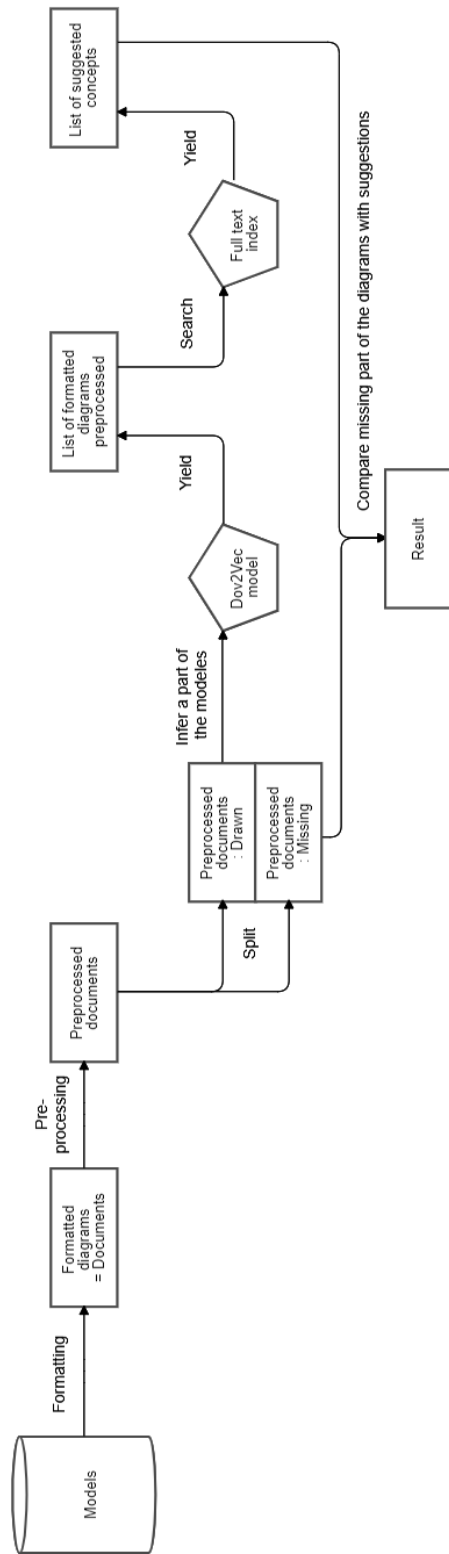 Models
Formatting
Formatted
diagrams
= Documents
Pre-
processing
Preprocessed
documents
Split
Preprocessed
documents
: Drawn
Preprocessed
documents
: Missing
Infer a part of
the modeles
Dov2Vec
model
Yield
List of formatted
diagrams
preprocessed
Search
Full text
index
Yield
List of suggested
concepts
Compare missing part of the diagrams with suggestions
Result